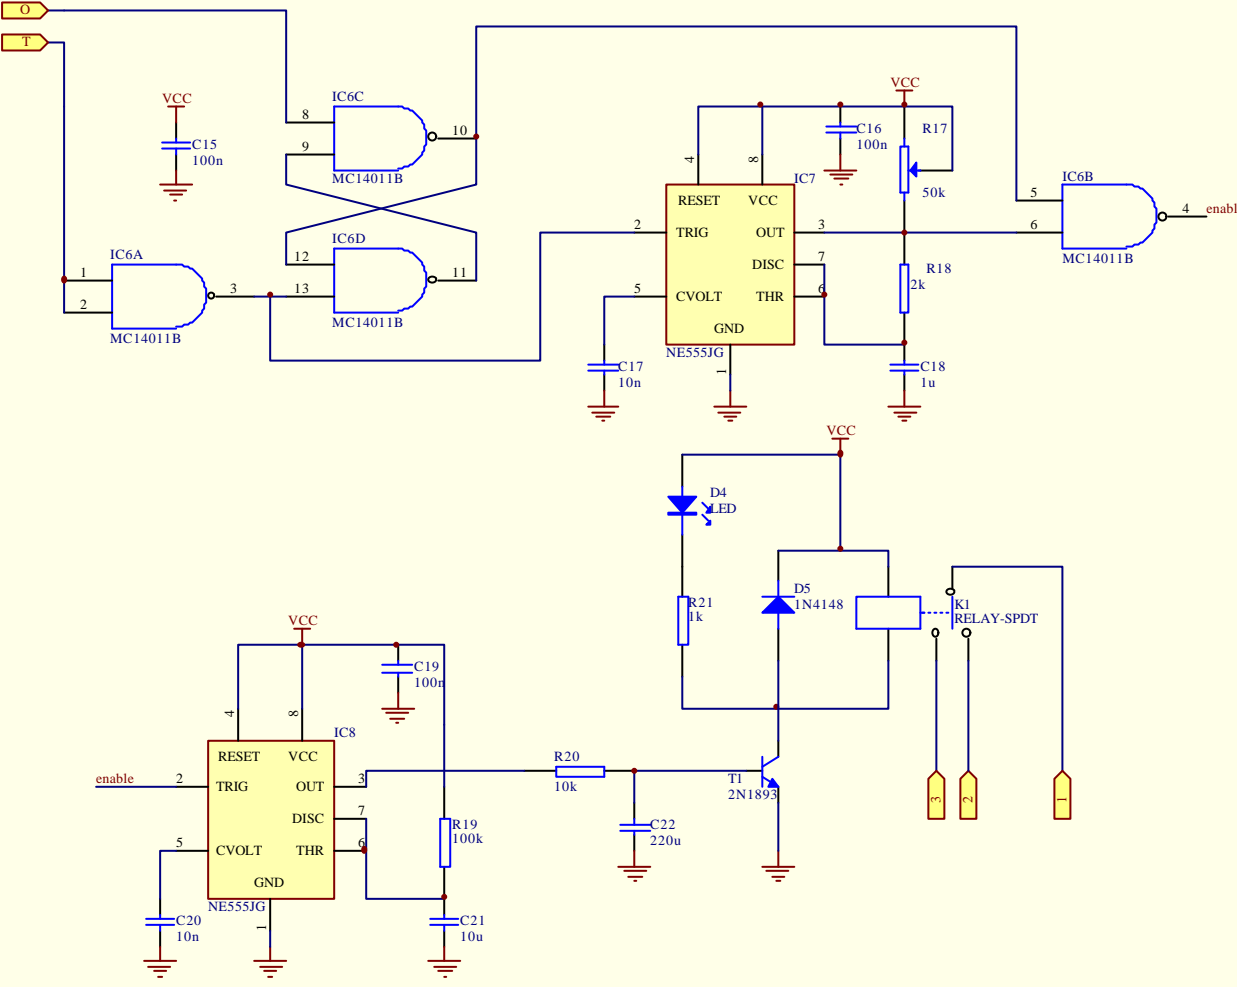 O
T
VCC
C15
100n
IC6C
8
9
10
MC14011B
IC6A
1
2
3
MC14011B
IC6D
12
13
11
MC14011B
VCC
C16
100n
R17
50k
4
8
IC7
RESET
VCC
2
TRIG
OUT
3
DISC
7
5
CVOLT
THR
6
GND
NE555JG
1
C17
10n
R18
2k
C18
1u
IC6B
5
6
4
enabl
MC14011B
VCC
D4
LED
R21
1k
D5
1N4148
K1
RELAY-SPDT
3
2
1
VCC
C19
100n
4
8
IC8
RESET
VCC
enable
2
TRIG
OUT
3
DISC
7
5
CVOLT
THR
6
GND
NE555JG
1
C20
10n
R19
100k
C21
10u
R20
10k
C22
220u
T1
2N1893